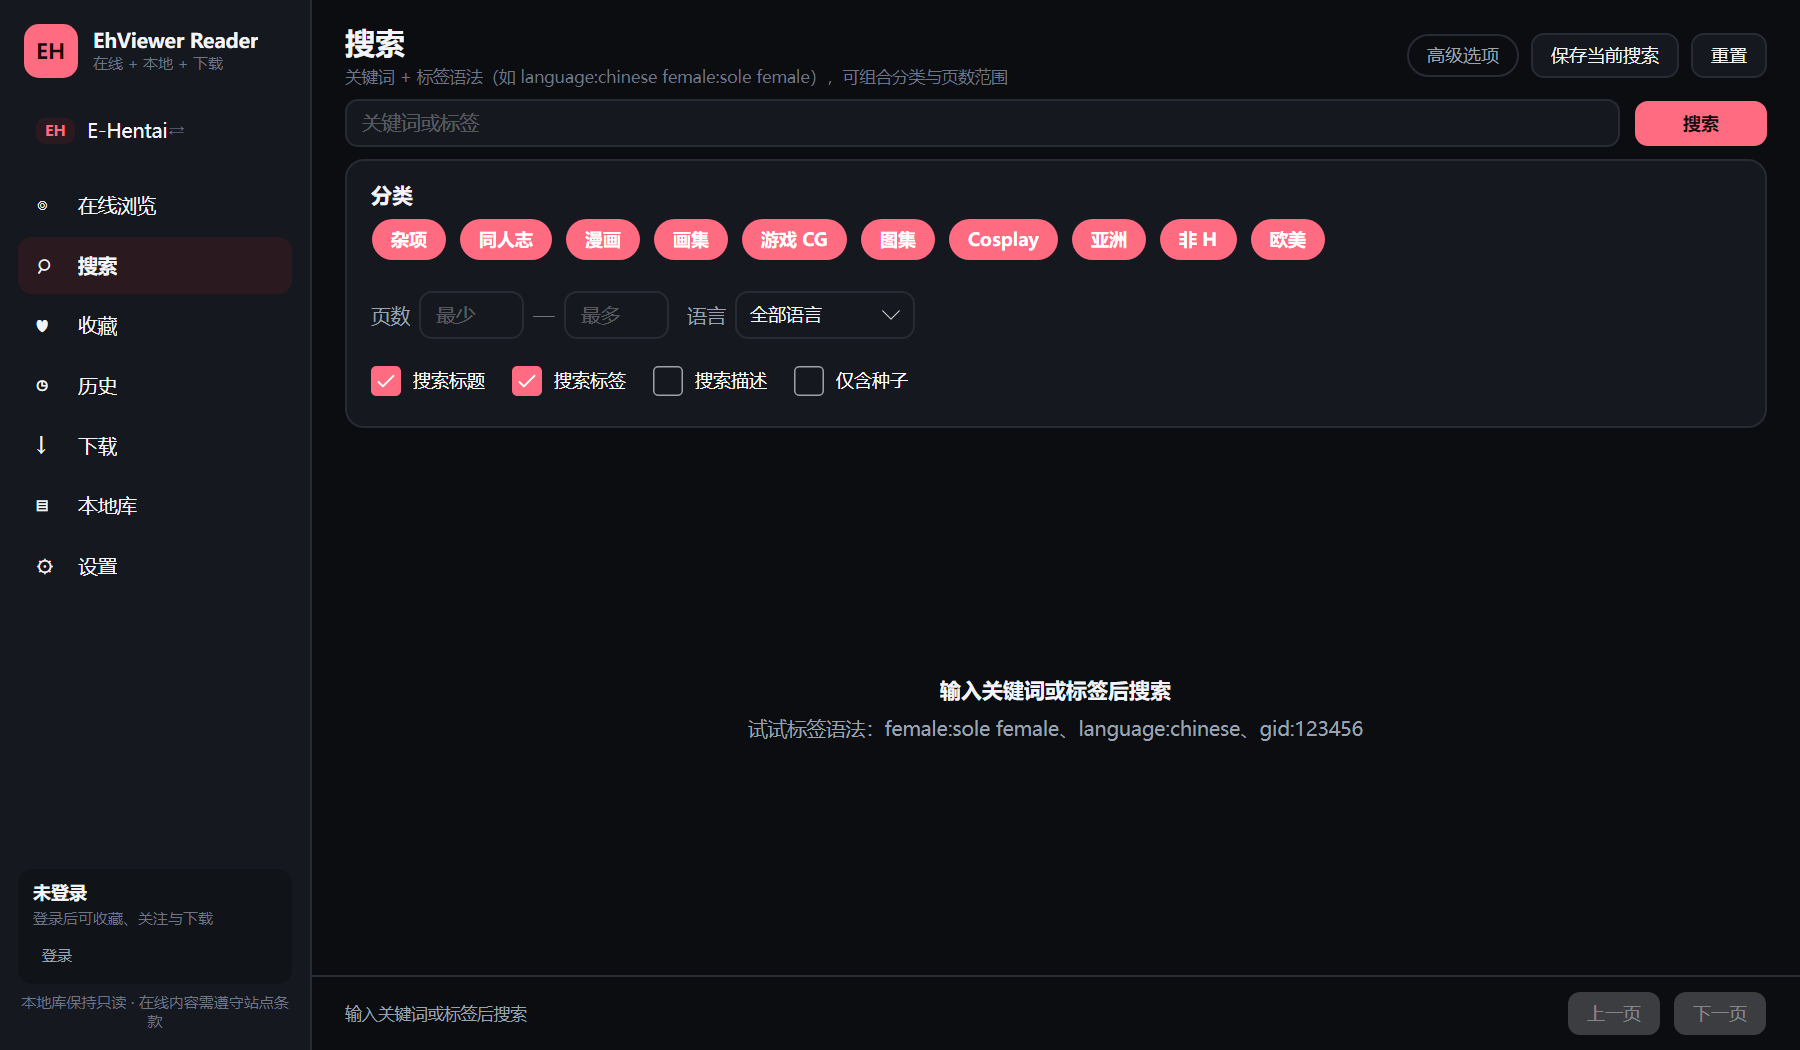 EH
EhViewer Reader
在线 + 本地 + 下载
EH E-Hentai
在线浏览
搜索
收藏
历史
下载
本地库
设置
未登录
登录后可收藏、关注与下载
登录
本地库保持只读 · 在线内容需遵守站点条
款
搜索
关键词 + 标签语法（如 language:chinese female:sole female），可组合分类与页数范围
高级选项 保存当前搜索 重置
关键词或标签 搜索
分类
杂项 同人志 漫画 画集 游戏 CG 图集 Cosplay 亚洲 非 H 欧美
页数 最少 — 最多 语言 全部语言
搜索标题 搜索标签 搜索描述 仅含种子
输入关键词或标签后搜索
试试标签语法：female:sole female、language:chinese、gid:123456
输入关键词或标签后搜索 上一页 下一页